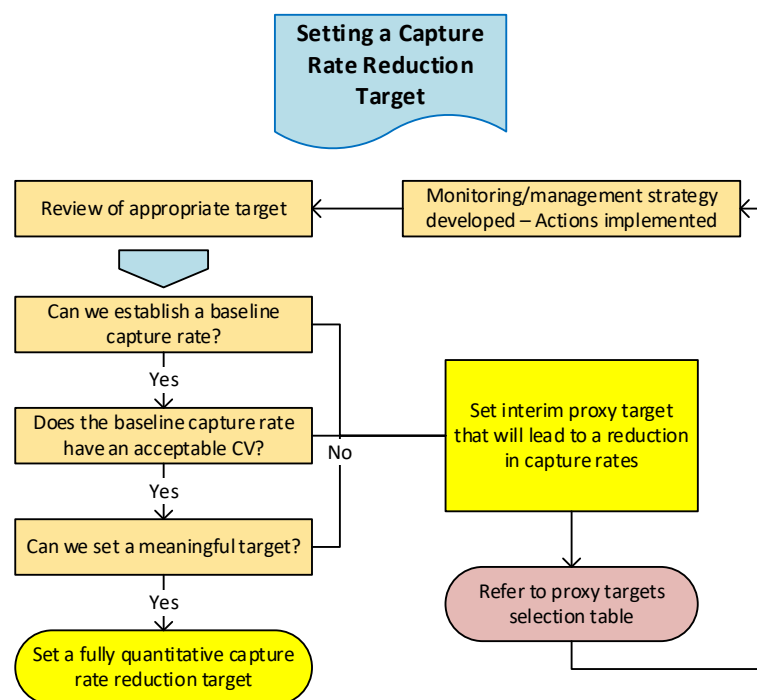 Setting a Capture
Rate Reduction
Target
Review of appropriate target
Monitoring/management strategy
developed – Actions implemented
Can we establish a baseline
capture rate?
Yes
Does the baseline capture rate
have an acceptable CV?
No
Set interim proxy target
that will lead to a reduction
in capture rates
Yes
Can we set a meaningful target?
Yes
Refer to proxy targets
selection table
Set a fully quantitative capture
rate reduction target